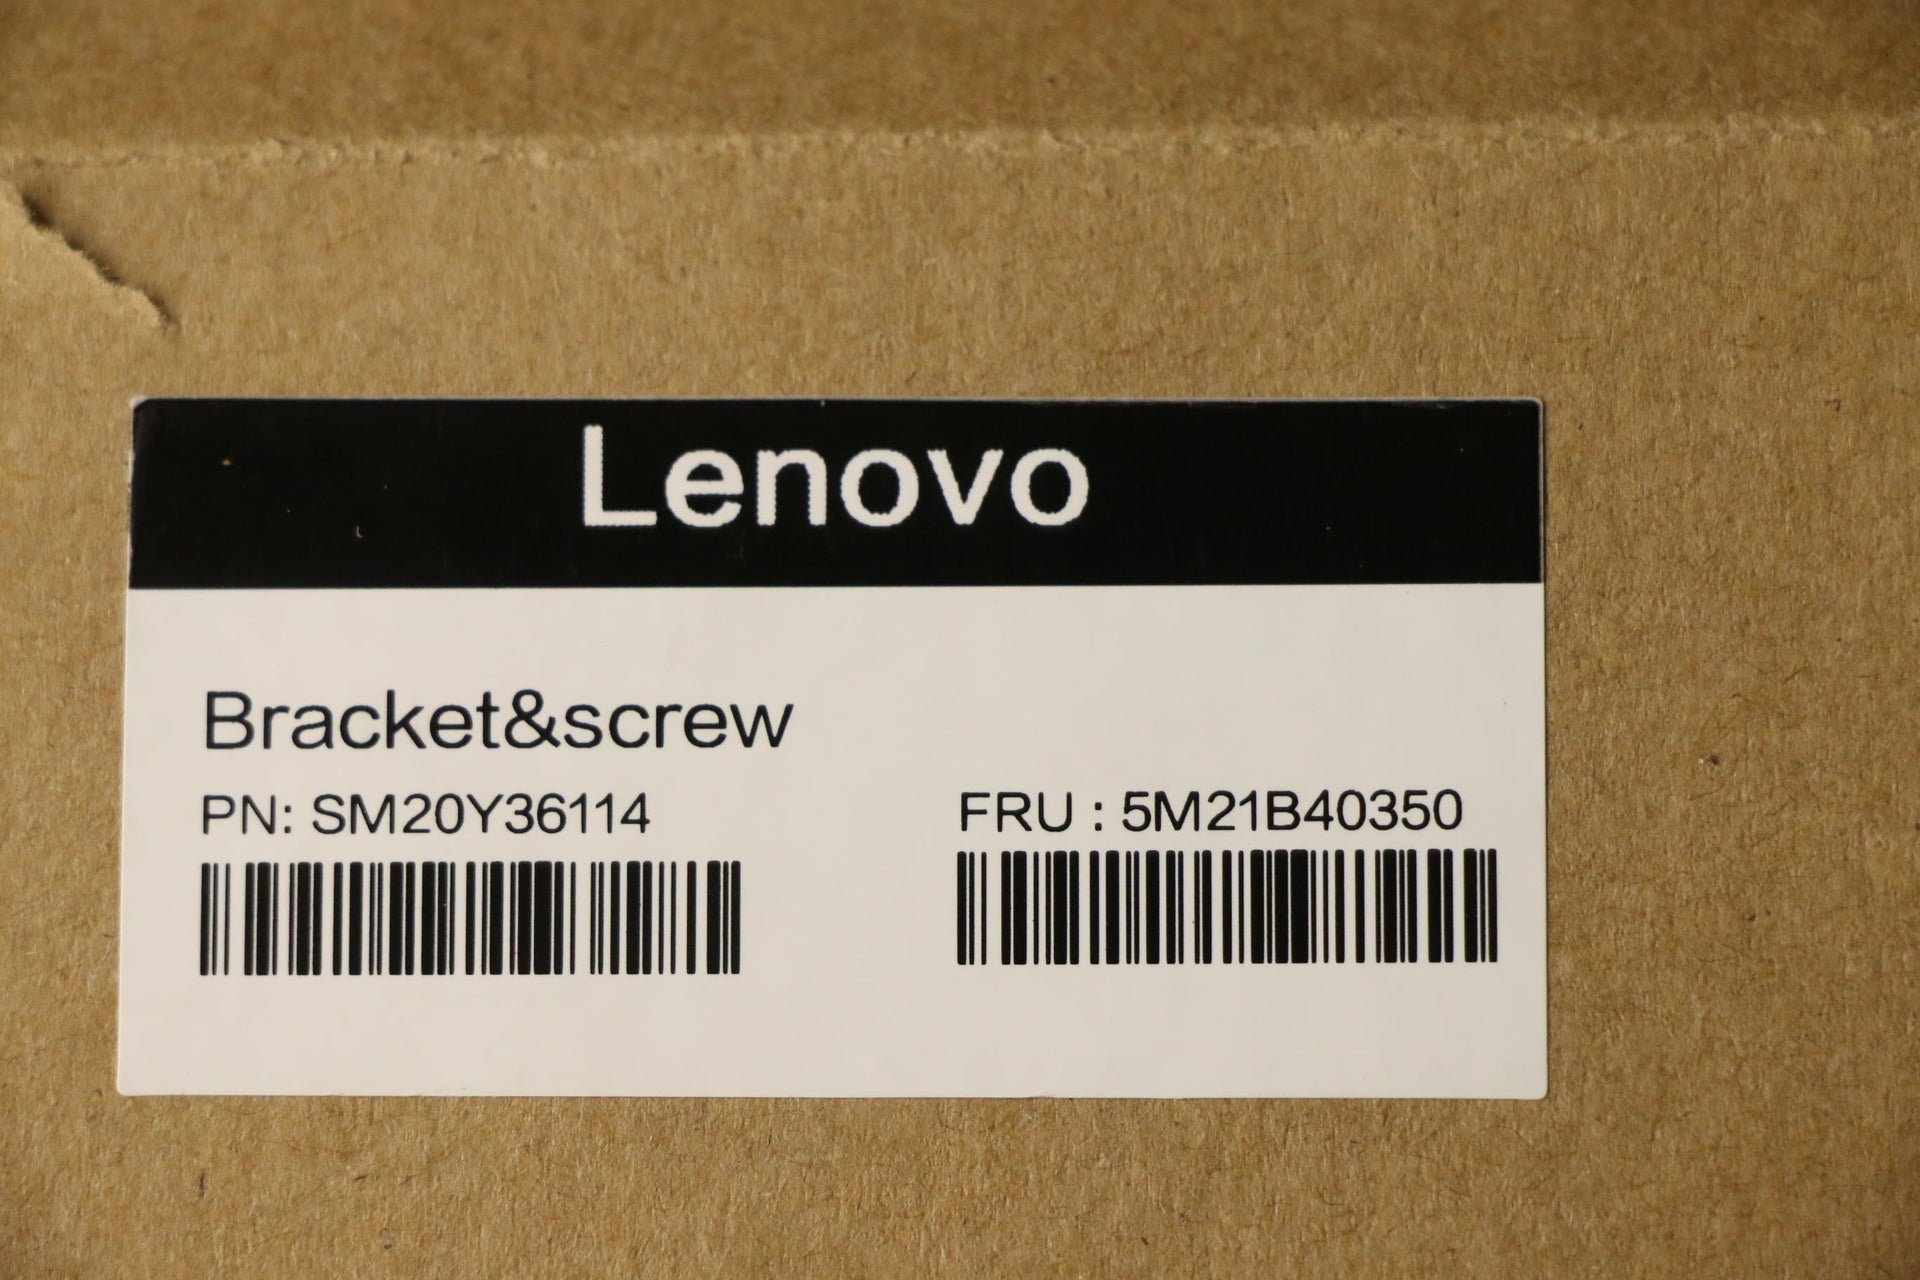 Lenovo
Bracket&screw
PN: SM20Y36114
FRU : 5M21B40350